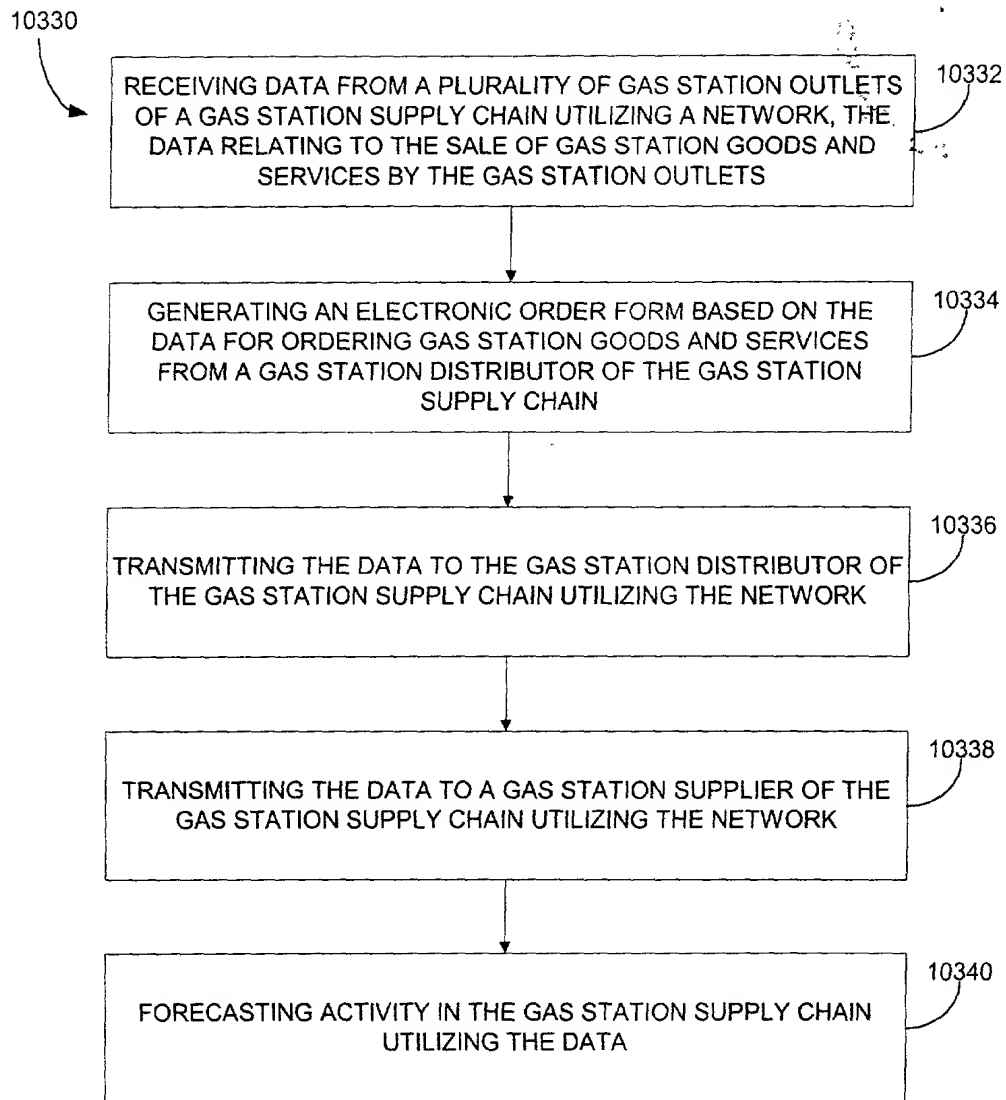 10330
RECEIVING DATA FROM A PLURALITY OF GAS STATION OUTLETS
OF A GAS STATION SUPPLY CHAIN UTILIZING A NETWORK, THE
DATA RELATING TO THE SALE OF GAS STATION GOODS AND
SERVICES BY THE GAS STATION OUTLETS
10332
GENERATING AN ELECTRONIC ORDER FORM BASED ON THE
DATA FOR ORDERING GAS STATION GOODS AND SERVICES
FROM A GAS STATION DISTRIBUTOR OF THE GAS STATION
SUPPLY CHAIN
10334
TRANSMITTING THE DATA TO THE GAS STATION DISTRIBUTOR OF
THE GAS STATION SUPPLY CHAIN UTILIZING THE NETWORK
10336
TRANSMITTING THE DATA TO A GAS STATION SUPPLIER OF THE
GAS STATION SUPPLY CHAIN UTILIZING THE NETWORK
10338
FORECASTING ACTIVITY IN THE GAS STATION SUPPLY CHAIN
UTILIZING THE DATA
10340